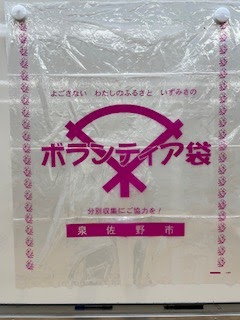 よごさない わたしのふるさと いずみさの
ボランティア袋
分別収集にご協力を!
泉佐野市